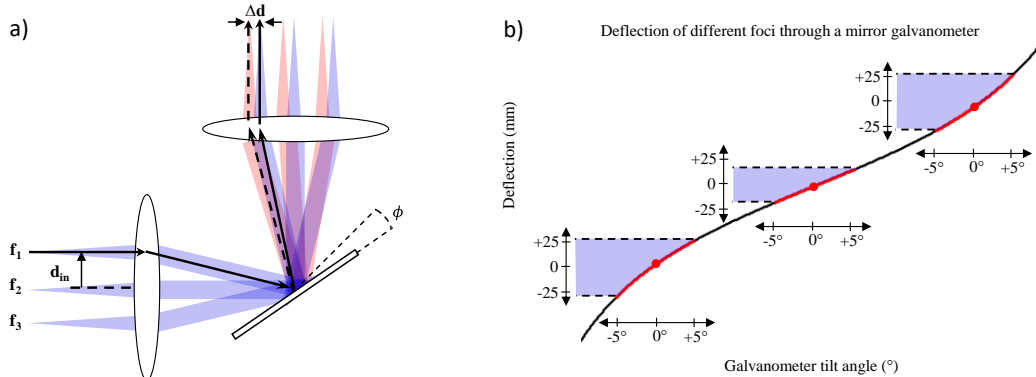 a)
Δd
ϕ
f1
din
f2
f3
b)
Deflection of different foci through a mirror galvanometer
Deflection (mm)
+25
0
-25
-5°
0°
+5°
+25
0
-25
-5°
0°
+5°
+25
0
-25
-5°
0°
+5°
Galvanometer tilt angle (°)